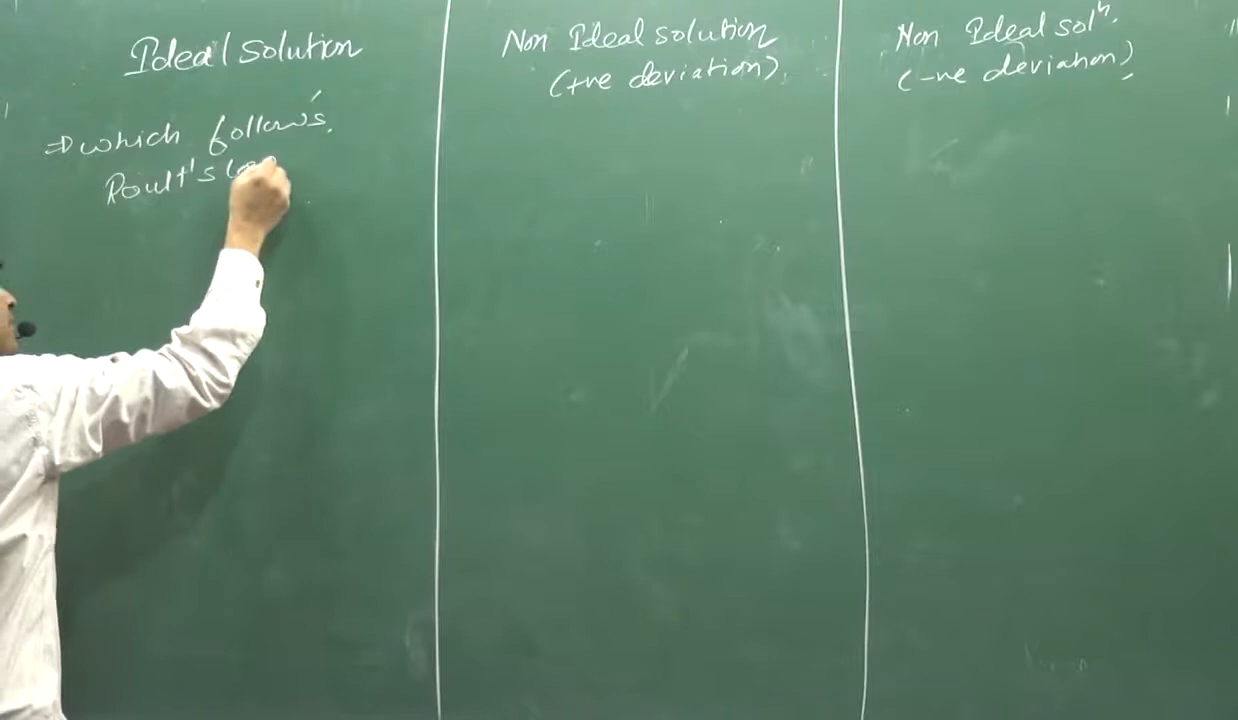 Ideal solution
⇒ which follows
Roult's law
Non Ideal solution
(+ve deviation)
Non Ideal solⁿ.
(-ve deviation)